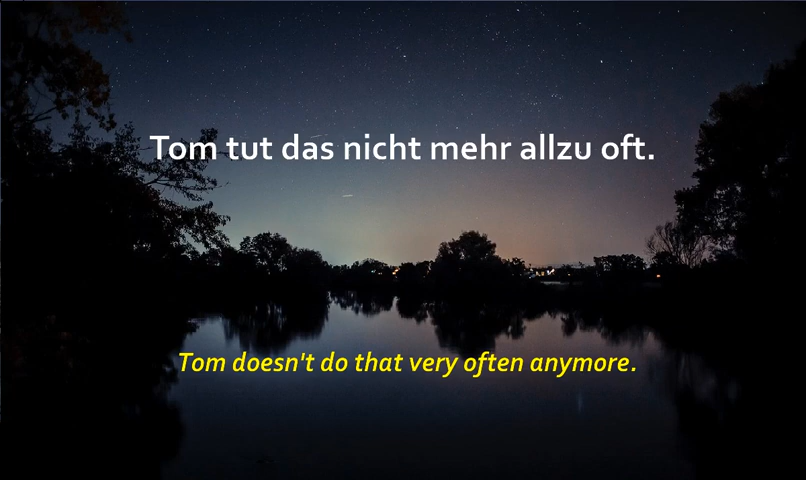 Tom tut das nicht mehr allzu oft.
Tom doesn't do that very often anymore.